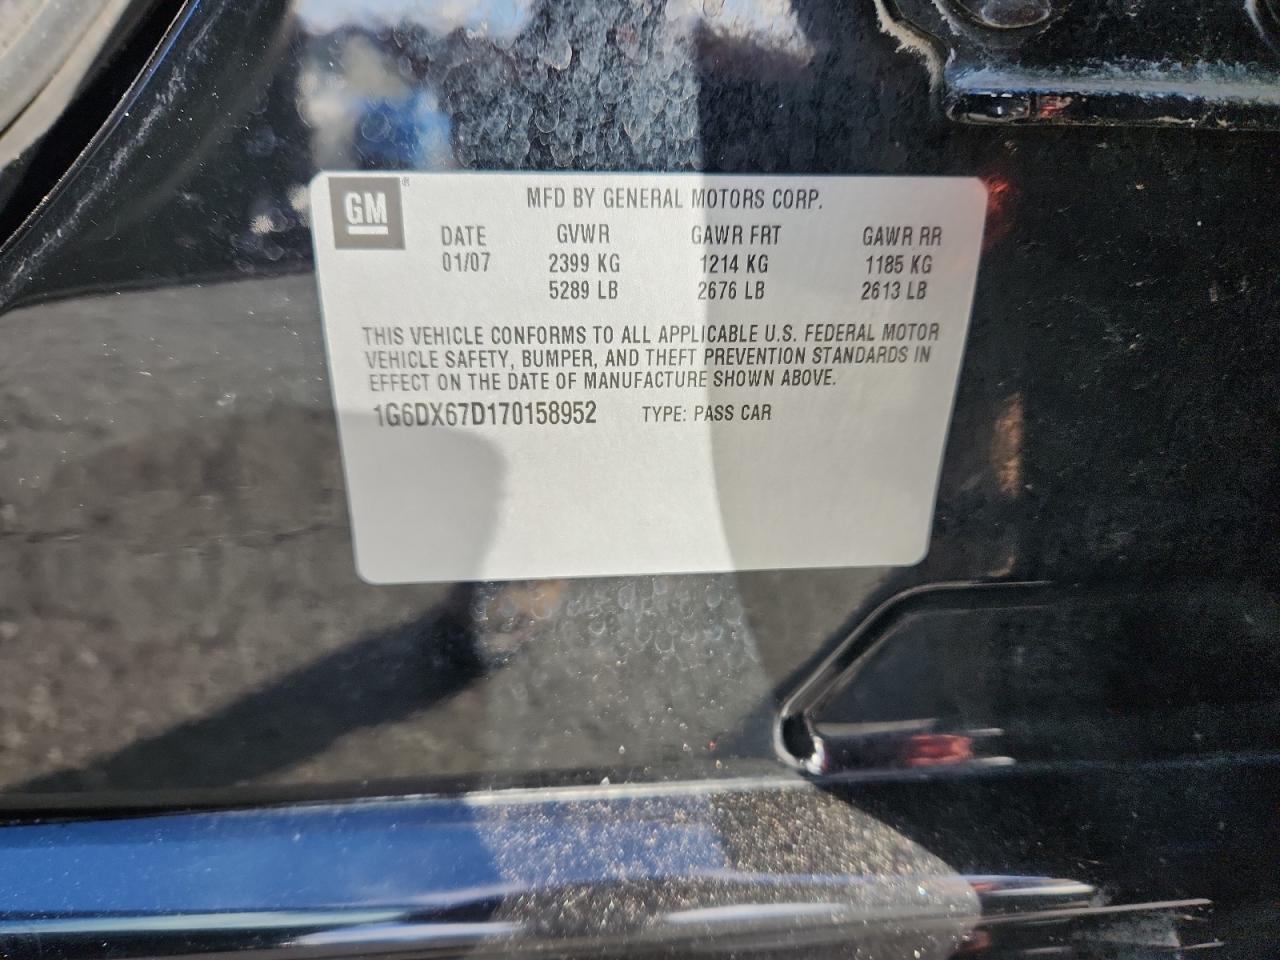 GM®
MFD BY GENERAL MOTORS CORP.
DATE GVWR GAWR FRT GAWR RR
01/07 2399 KG 1214 KG 1185 KG
5289 LB 2676 LB 2613 LB
THIS VEHICLE CONFORMS TO ALL APPLICABLE U.S. FEDERAL MOTOR
VEHICLE SAFETY, BUMPER, AND THEFT PREVENTION STANDARDS IN
EFFECT ON THE DATE OF MANUFACTURE SHOWN ABOVE.
1G6DX67D170158952 TYPE: PASS CAR